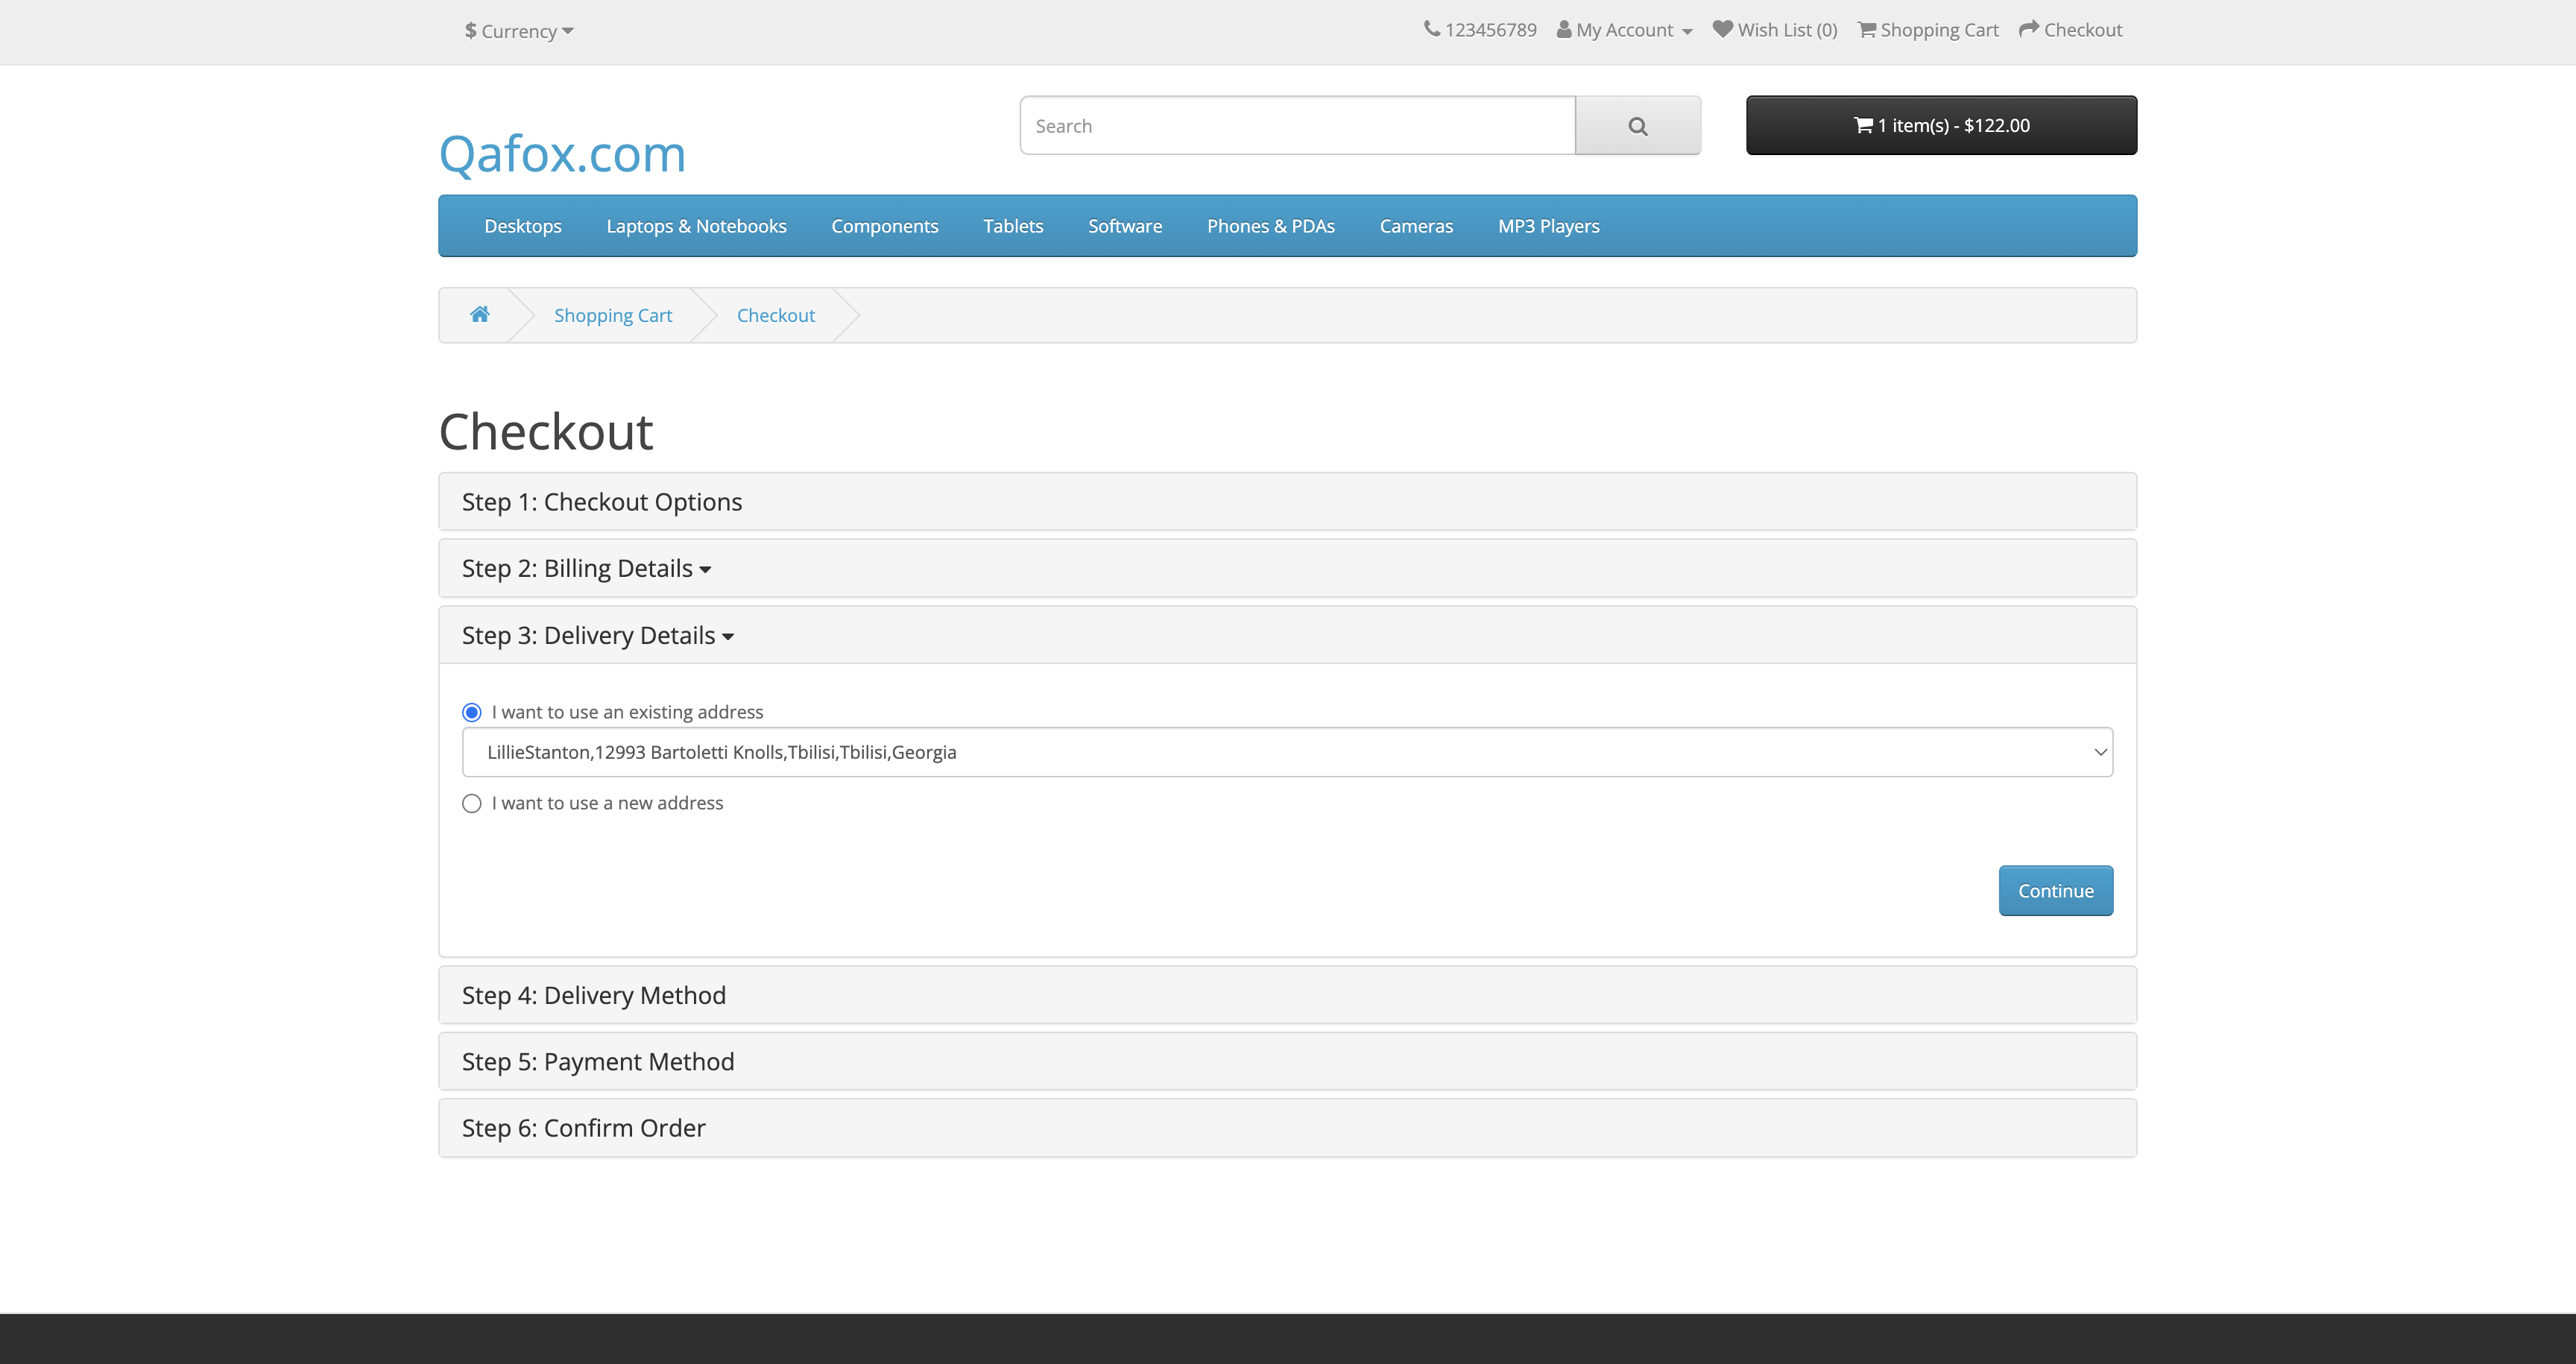 $ Currency
123456789 My Account Wish List (0) Shopping Cart Checkout
Qafox.com
Search
1 item(s) - $122.00
Desktops Laptops & Notebooks Components Tablets Software Phones & PDAs Cameras MP3 Players
Shopping Cart Checkout
Checkout
Step 1: Checkout Options
Step 2: Billing Details
Step 3: Delivery Details
I want to use an existing address
LillieStanton,12993 Bartoletti Knolls,Tbilisi,Tbilisi,Georgia
I want to use a new address
Continue
Step 4: Delivery Method
Step 5: Payment Method
Step 6: Confirm Order